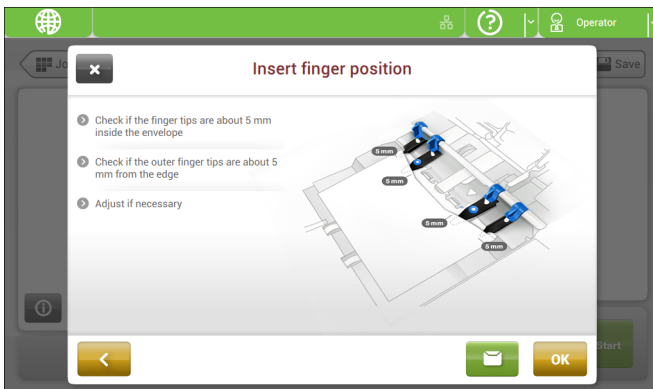 Operator
Jo
Save
Insert finger position
Check if the finger tips are about 5 mm
inside the envelope
Check if the outer finger tips are about 5
mm from the edge
Adjust if necessary
5 mm
5 mm
5 mm
5 mm
Start
OK